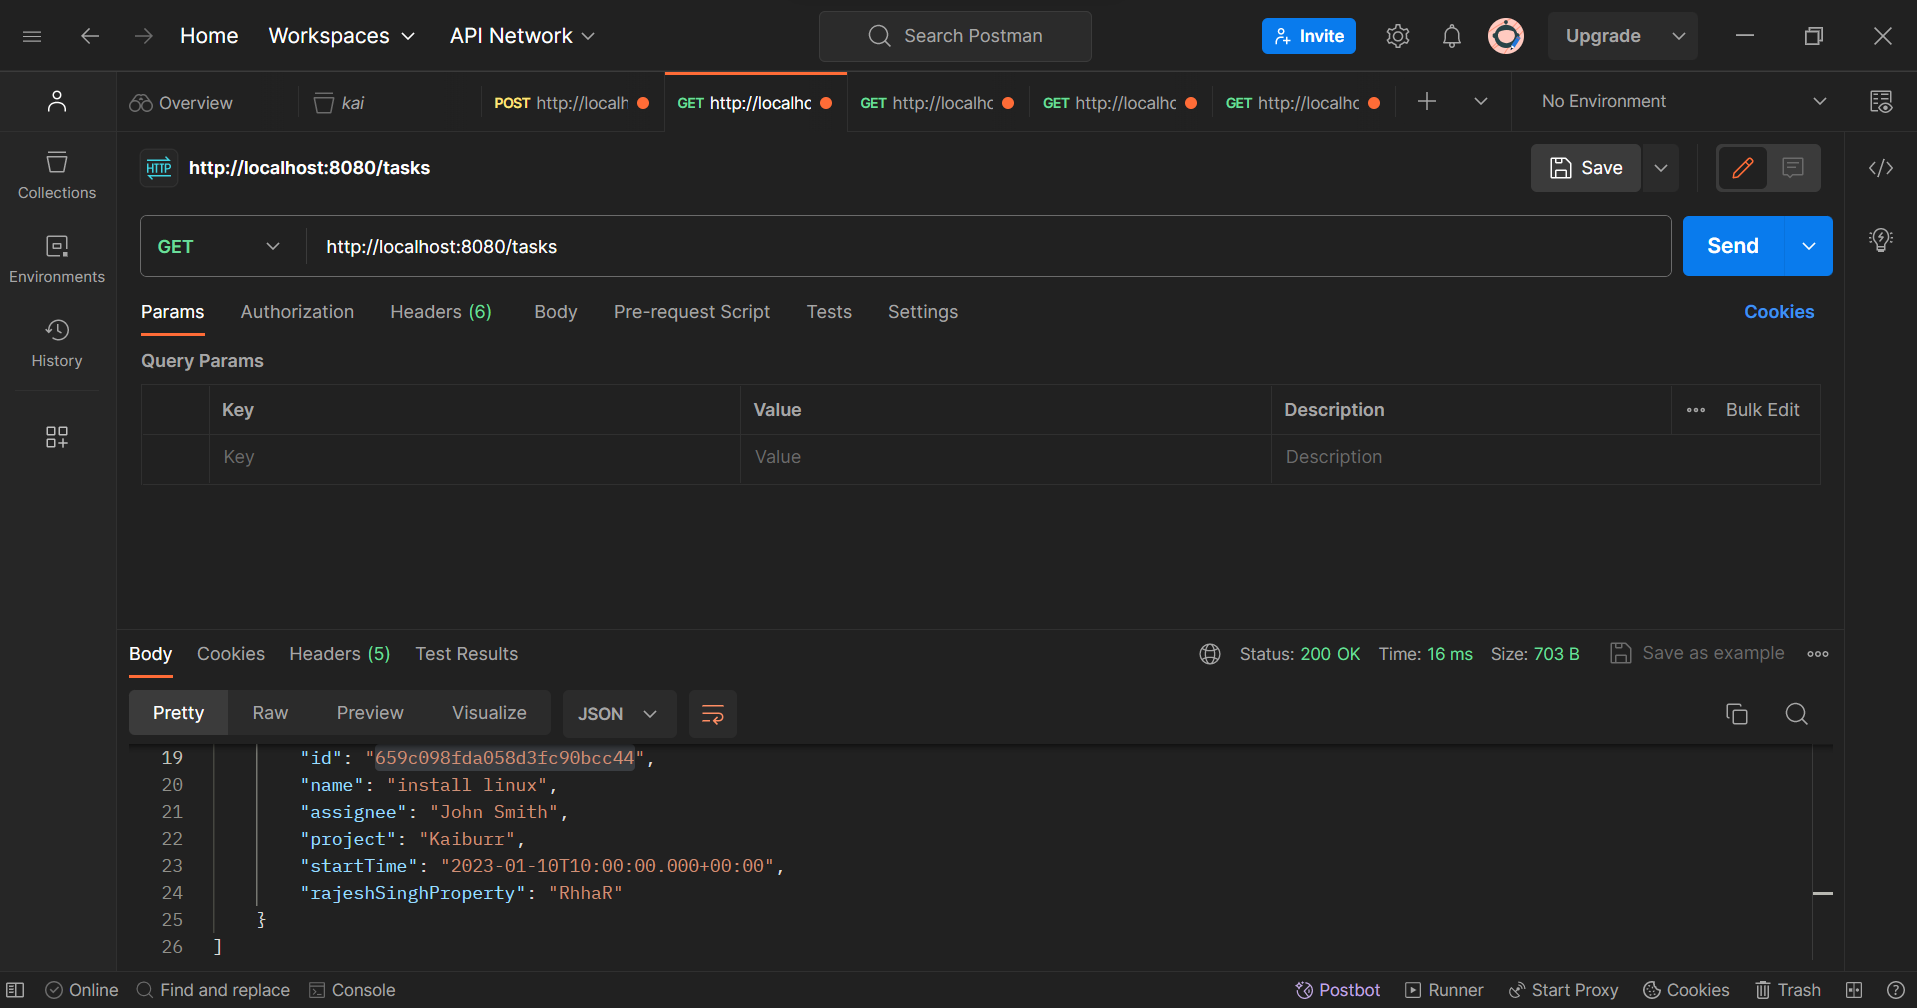 Home Workspaces API Network Search Postman Invite Upgrade
Overview kai POST http://localh GET http://localhc GET http://localhc GET http://localhc GET http://localhc No Environment
HTTP http://localhost:8080/tasks Save
Collections
GET http://localhost:8080/tasks Send
Environments
Params Authorization Headers (6) Body Pre-request Script Tests Settings Cookies
History
Query Params
Key Value Description Bulk Edit
Key Value Description
Body Cookies Headers (5) Test Results Status: 200 OK Time: 16 ms Size: 703 B Save as example
Pretty Raw Preview Visualize JSON
19 "id": "659c098fda058d3fc90bcc44",
20 "name": "install linux",
21 "assignee": "John Smith",
22 "project": "Kaiburr",
23 "startTime": "2023-01-10T10:00:00.000+00:00",
24 "rajeshSinghProperty": "RhhaR"
25 }
26 ]
Online Find and replace Console Postbot Runner Start Proxy Cookies Trash